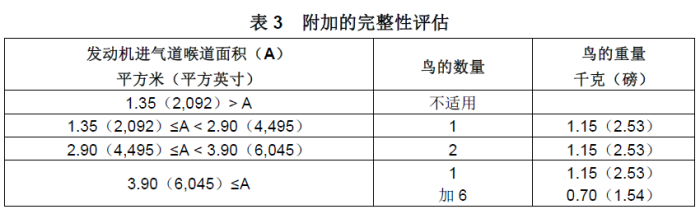 表 3 附加的完整性评估
发动机进气道喉道面积（A）
平方米（平方英寸）
鸟的数量
鸟的重量
千克（磅）
1.35（2,092）> A
不适用
1.35（2,092）≤A < 2.90（4,495）
1
1.15（2.53）
2.90（4,495）≤A < 3.90（6,045）
2
1.15（2.53）
3.90（6,045）≤A
1
加 6
1.15（2.53）
0.70（1.54）